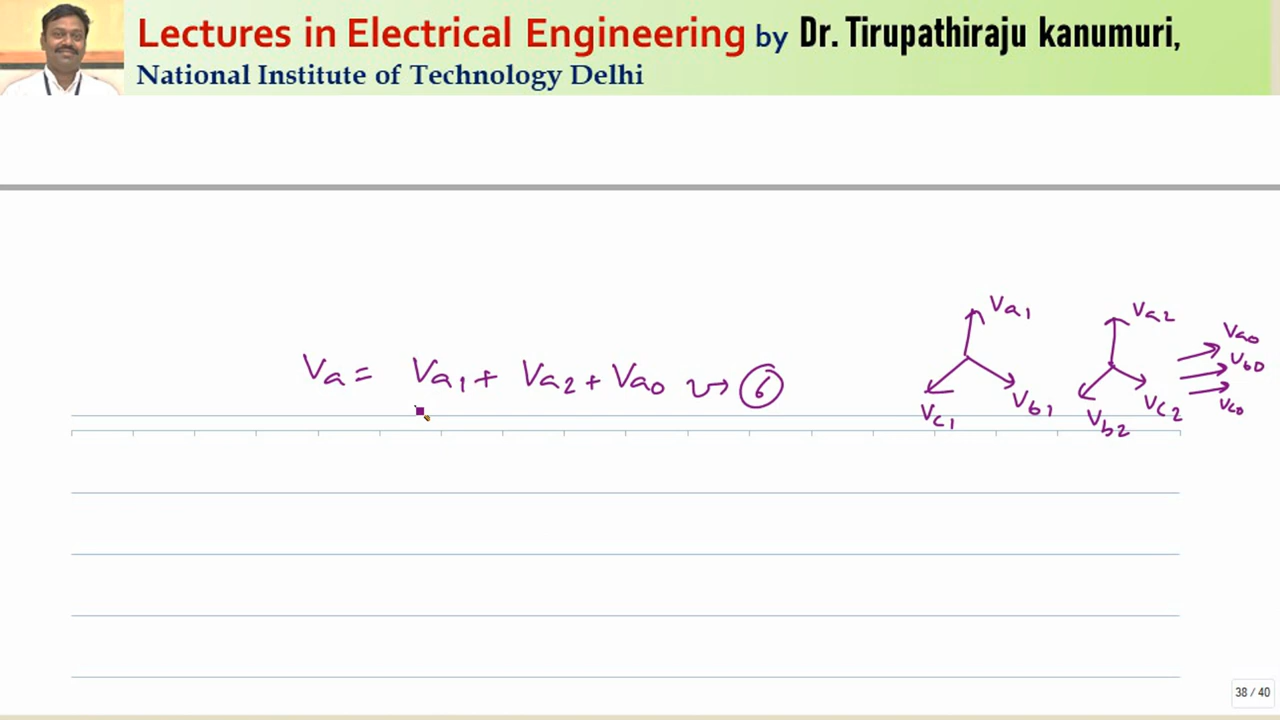 Lectures in Electrical Engineering by Dr. Tirupathiraju kanumuri,
National Institute of Technology Delhi
Va = Va1 + Va2 + Va0 → 6
Va1
Vc1
Vb1
Va2
Vb2
Vc2
Va0
Vb0
Vc0
38 / 40